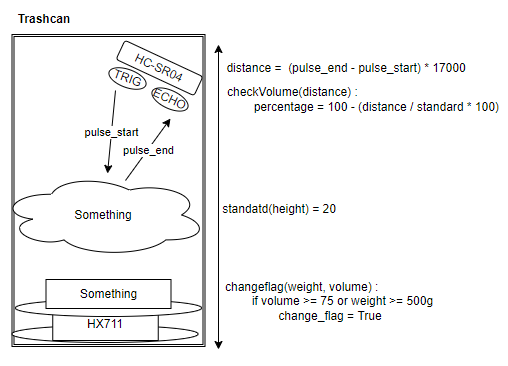 Trashcan
HC-SR04
TRIG
ECHO
pulse_start
pulse_end
Something
Something
HX711
distance = (pulse_end - pulse_start) * 17000
checkVolume(distance) :
percentage = 100 - (distance / standard * 100)
standatd(height) = 20
changeflag(weight, volume) :
if volume >= 75 or weight >= 500g
change_flag = True